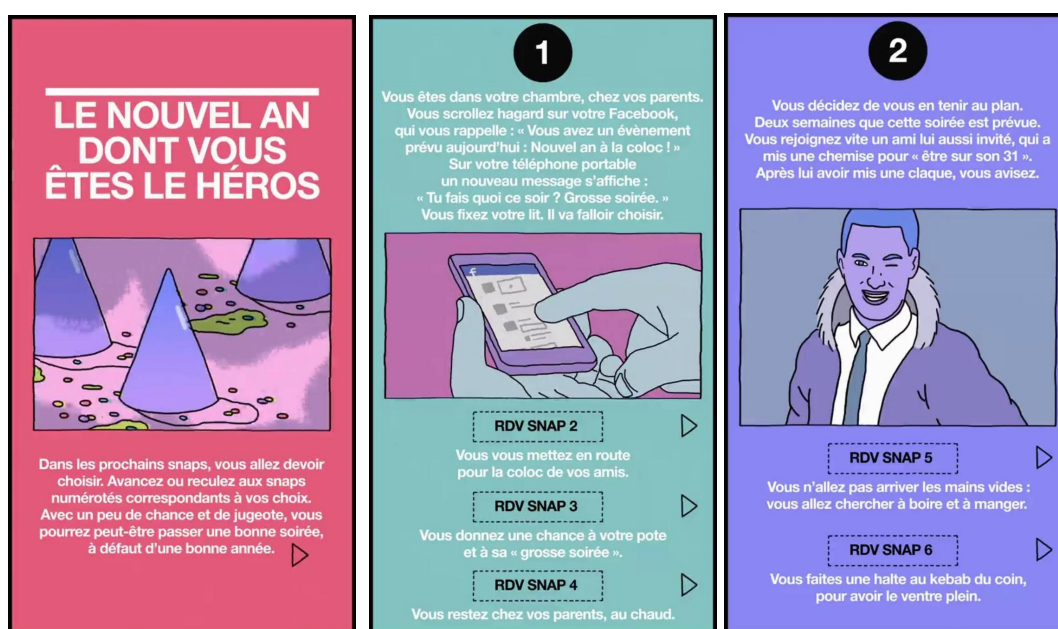 LE NOUVEL AN
DONT VOUS
ÊTES LE HÉROS
Dans les prochains snaps, vous allez devoir
choisir. Avancez ou reculez aux snaps
numérotés correspondants à vos choix.
Avec un peu de chance et de jugeote, vous
pourrez peut-être passer une bonne soirée,
à défaut d'une bonne année.
1
Vous êtes dans votre chambre, chez vos parents.
Vous scrollez hagard sur votre Facebook,
qui vous rappelle : « Vous avez un évènement
prévu aujourd'hui : Nouvel an à la coloc ! »
Sur votre téléphone portable
un nouveau message s'affiche :
« Tu fais quoi ce soir ? Grosse soirée. »
Vous fixez votre lit. Il va falloir choisir.
f
RDV SNAP 2
Vous vous mettez en route
pour la coloc de vos amis.
RDV SNAP 3
Vous donnez une chance à votre pote
et à sa « grosse soirée ».
RDV SNAP 4
Vous restez chez vos parents, au chaud.
2
Vous décidez de vous en tenir au plan.
Deux semaines que cette soirée est prévue.
Vous rejoignez vite un ami lui aussi invité, qui a
mis une chemise pour « être sur son 31 ».
Après lui avoir mis une claque, vous avisez.
RDV SNAP 5
Vous n'allez pas arriver les mains vides :
vous allez chercher à boire et à manger.
RDV SNAP 6
Vous faites une halte au kebab du coin,
pour avoir le ventre plein.